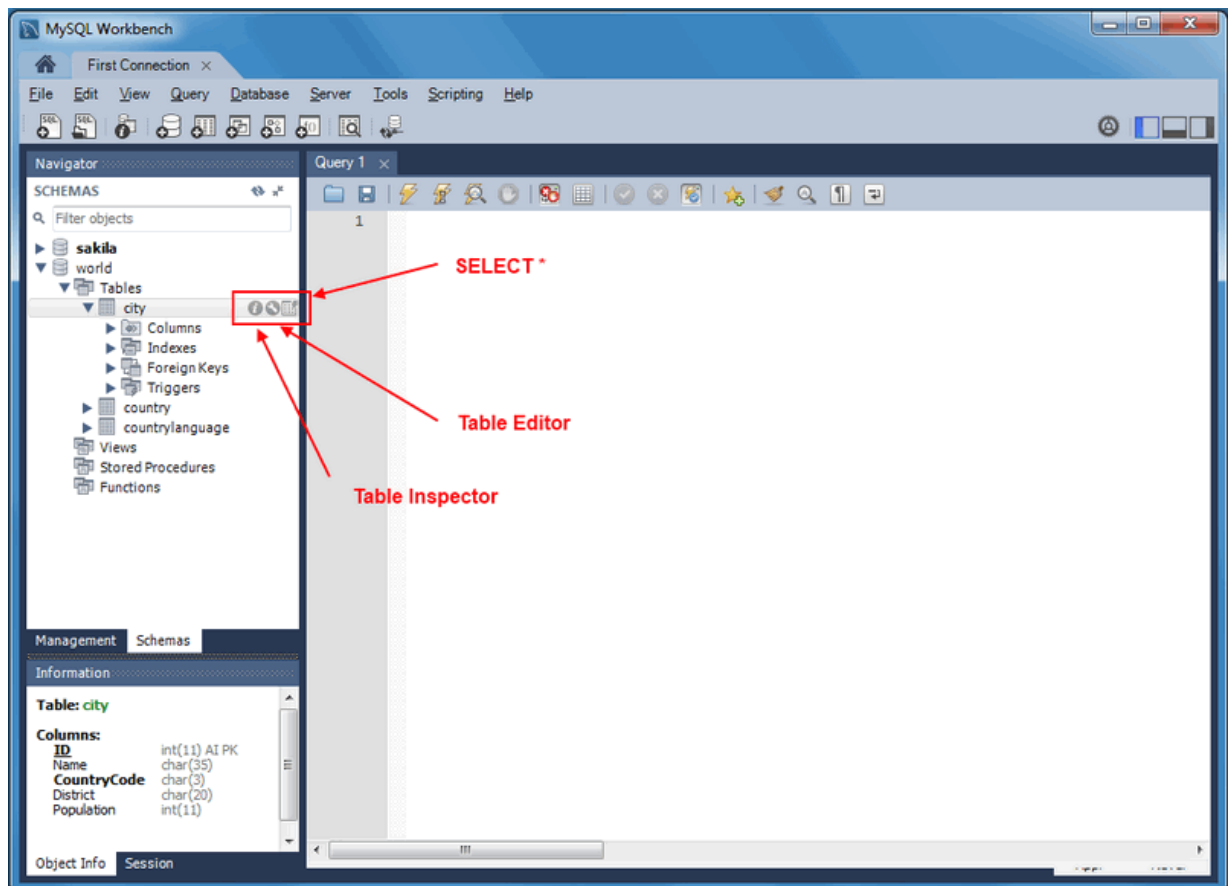 MySQL Workbench
First Connection
File Edit View Query Database Server Tools Scripting Help
Navigator
Query 1
SCHEMAS
Filter objects
1
sakila
world
Tables
city
Columns
Indexes
Foreign Keys
Triggers
country
countrylanguage
Views
Stored Procedures
Functions
SELECT *
Table Editor
Table Inspector
Management Schemas
Information
Table: city
Columns:
ID int(11) AI PK
Name char(35)
CountryCode char(3)
District char(20)
Population int(11)
Object Info Session